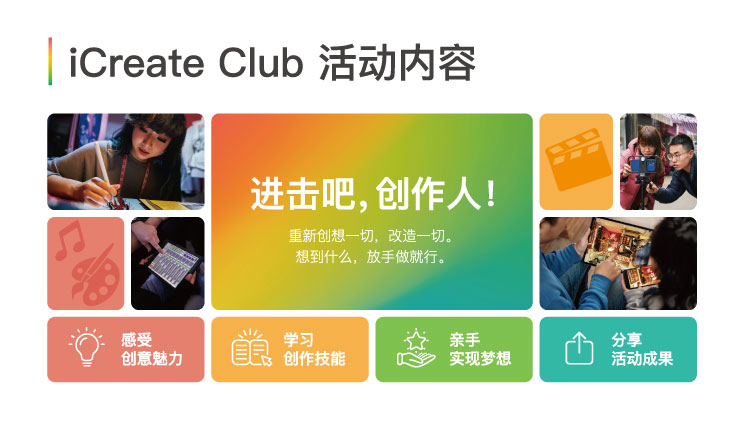 iCreate Club 活动内容
进击吧，创作人！
重新创想一切，改造一切。
想到什么，放手做就行。
感受
创意魅力
学习
创作技能
亲手
实现梦想
分享
活动成果